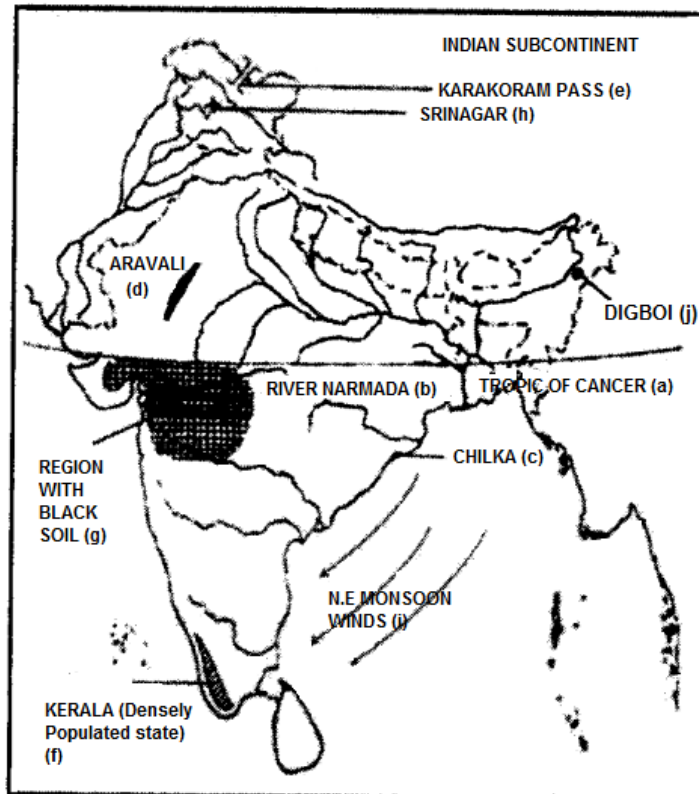 INDIAN SUBCONTINENT
KARAKORAM PASS (e)
SRINAGAR (h)
ARAVALI
(d)
DIGBOI (j)
RIVER NARMADA (b)
TROPIC OF CANCER (a)
CHILKA (c)
REGION
WITH
BLACK
SOIL (g)
N.E MONSOON
WINDS (i)
KERALA (Densely
Populated state)
(f)